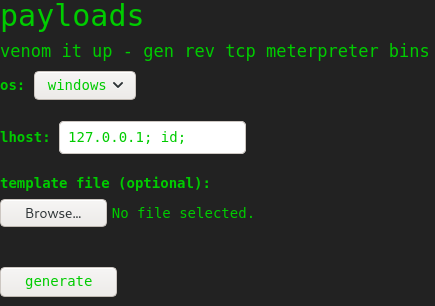 payloads
venom it up - gen rev tcp meterpreter bins
os: windows
lhost: 127.0.0.1; id;
template file (optional):
Browse... No file selected.
generate